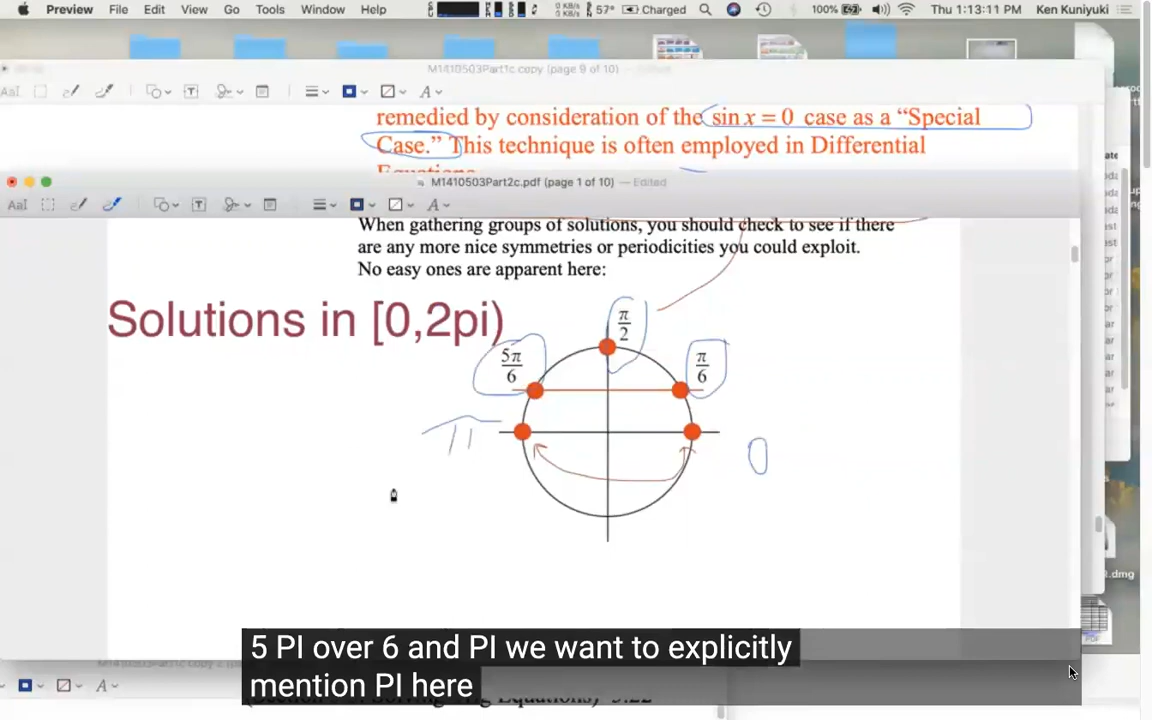 Preview File Edit View Go Tools Window Help 57° Charged 100% Thu 1:13:11 PM Ken Kuniyuki
M1410503Part1c copy (page 9 of 10) — Edited
remedied by consideration of the sin x = 0 case as a “Special
Case.” This technique is often employed in Differential
Equations.
M1410503Part2c.pdf (page 1 of 10) — Edited
When gathering groups of solutions, you should check to see if there
are any more nice symmetries or periodicities you could exploit.
No easy ones are apparent here:
Solutions in [0,2pi)
π
2
5π
6
π
6
π
0
.dmg
5 PI over 6 and PI we want to explicitly
mention PI here